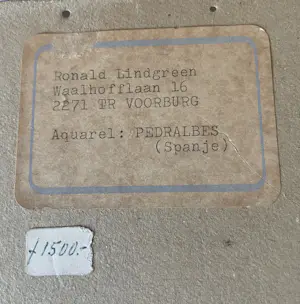 Ronald Lindgreen
Waalhofflaan 16
2271 TR VOORBURG
Aquarel: PEDRALBES
(Spanje)
ƒ1500.-